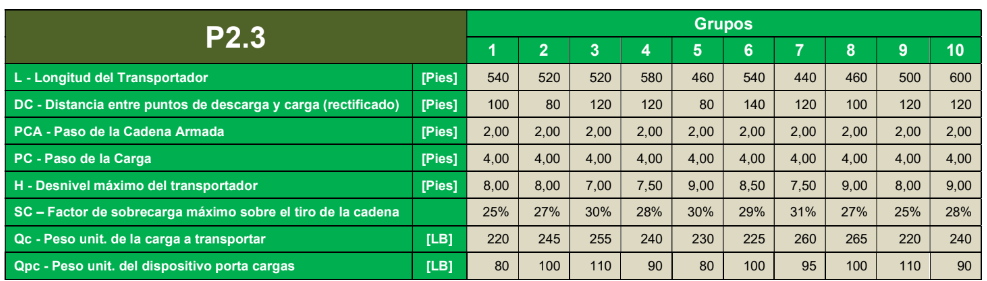 P2.3 Grupos
1 2 3 4 5 6 7 8 9 10
L - Longitud del Transportador [Pies] 540 520 520 580 460 540 440 460 500 600
DC - Distancia entre puntos de descarga y carga (rectificado) [Pies] 100 80 120 120 80 140 120 100 120 120
PCA - Paso de la Cadena Armada [Pies] 2,00 2,00 2,00 2,00 2,00 2,00 2,00 2,00 2,00 2,00
PC - Paso de la Carga [Pies] 4,00 4,00 4,00 4,00 4,00 4,00 4,00 4,00 4,00 4,00
H - Desnivel máximo del transportador [Pies] 8,00 8,00 7,00 7,50 9,00 8,50 7,50 9,00 8,00 9,00
SC – Factor de sobrecarga máximo sobre el tiro de la cadena 25% 27% 30% 28% 30% 29% 31% 27% 25% 28%
Qc - Peso unit. de la carga a transportar [LB] 220 245 255 240 230 225 260 265 220 240
Qpc - Peso unit. del dispositivo porta cargas [LB] 80 100 110 90 80 100 95 100 110 90